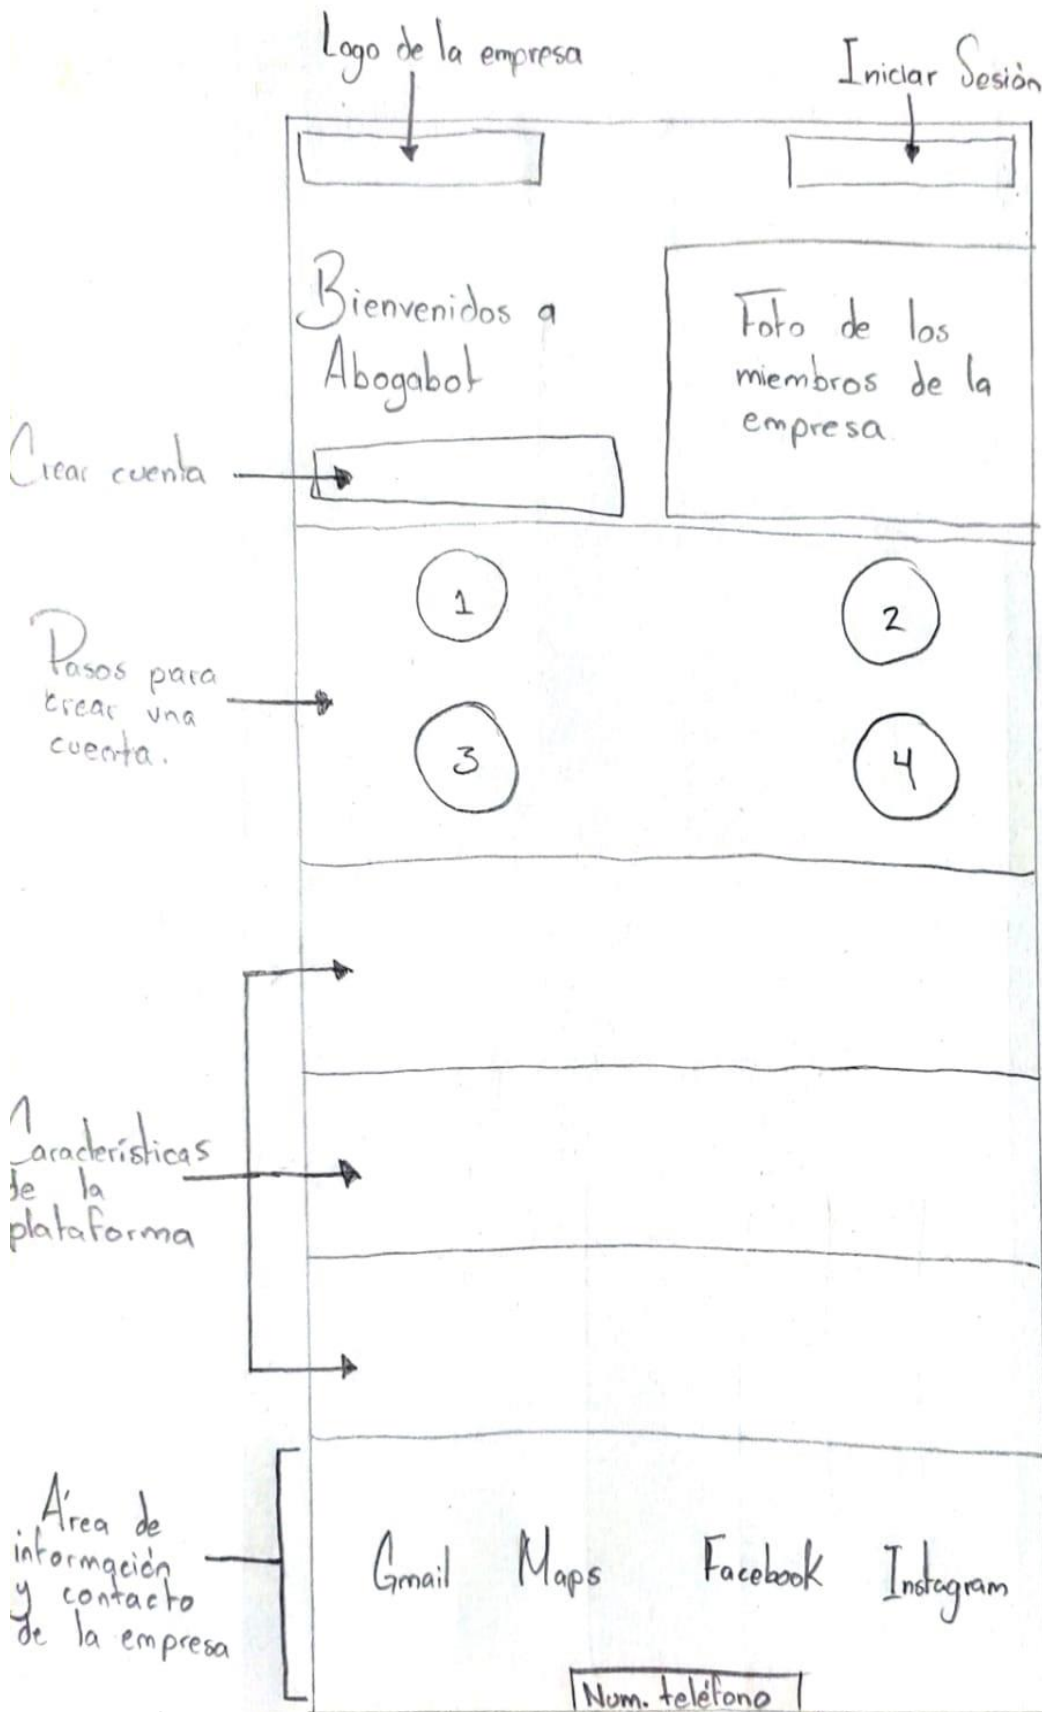 Logo de la empresa
Iniciar Sesión
Bienvenidos a
Abogabot
Foto de los
miembros de la
empresa.
Crear cuenta
1
2
Pasos para
crear una
cuenta.
3
4
Características
de la
plataforma
Área de
información
y contacto
de la empresa
Gmail Maps Facebook Instagram
Num. teléfono